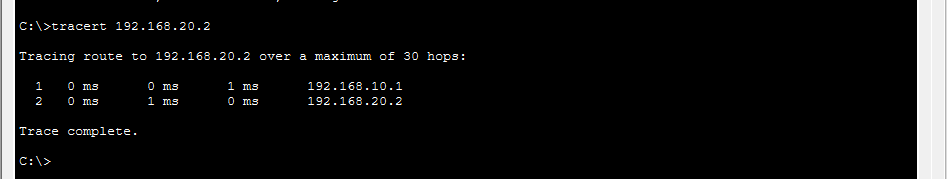 C:\>tracert 192.168.20.2
Tracing route to 192.168.20.2 over a maximum of 30 hops:
1 0 ms 0 ms 1 ms 192.168.10.1
2 0 ms 1 ms 0 ms 192.168.20.2
Trace complete.
C:\>